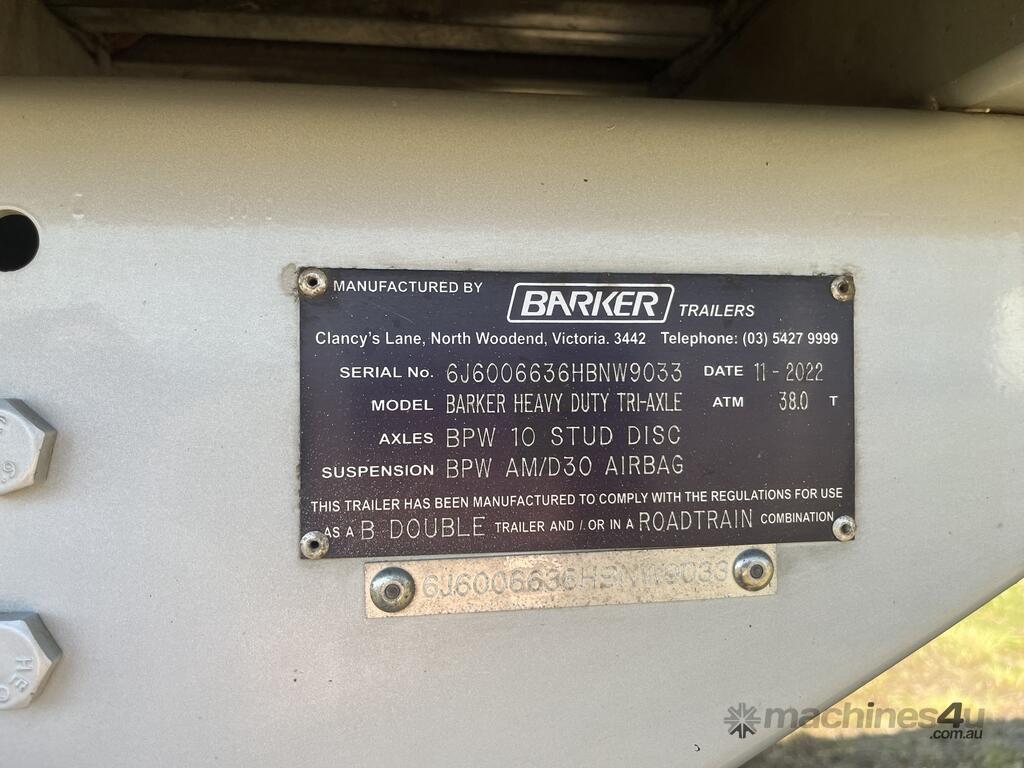 MANUFACTURED BY BARKER TRAILERS
Clancy's Lane, North Woodend, Victoria. 3442 Telephone: (03) 5427 9999
SERIAL No. 6J6006636HBNW9033 DATE 11-2022
MODEL BARKER HEAVY DUTY TRI-AXLE ATM 38.0 T
AXLES BPW 10 STUD DISC
SUSPENSION BPW AM/D30 AIRBAG
THIS TRAILER HAS BEEN MANUFACTURED TO COMPLY WITH THE REGULATIONS FOR USE
AS A B DOUBLE TRAILER AND / OR IN A ROADTRAIN COMBINATION
6J6006636HBNW9033
machines4u
.com.au